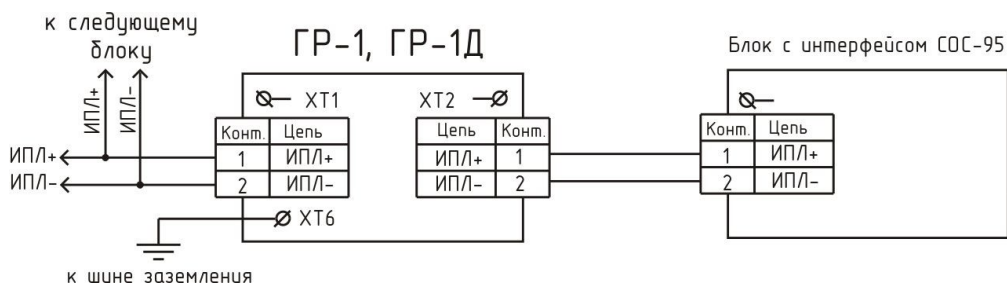 к следующему
блоку
ИПЛ+
ИПЛ-
ИПЛ+
ИПЛ-
ГР-1, ГР-1Д
XT1
XT2
Конт. Цепь
1 ИПЛ+
2 ИПЛ-
Цепь Конт.
ИПЛ+ 1
ИПЛ- 2
XT6
к шине заземления
Блок с интерфейсом СОС-95
Конт. Цепь
1 ИПЛ+
2 ИПЛ-